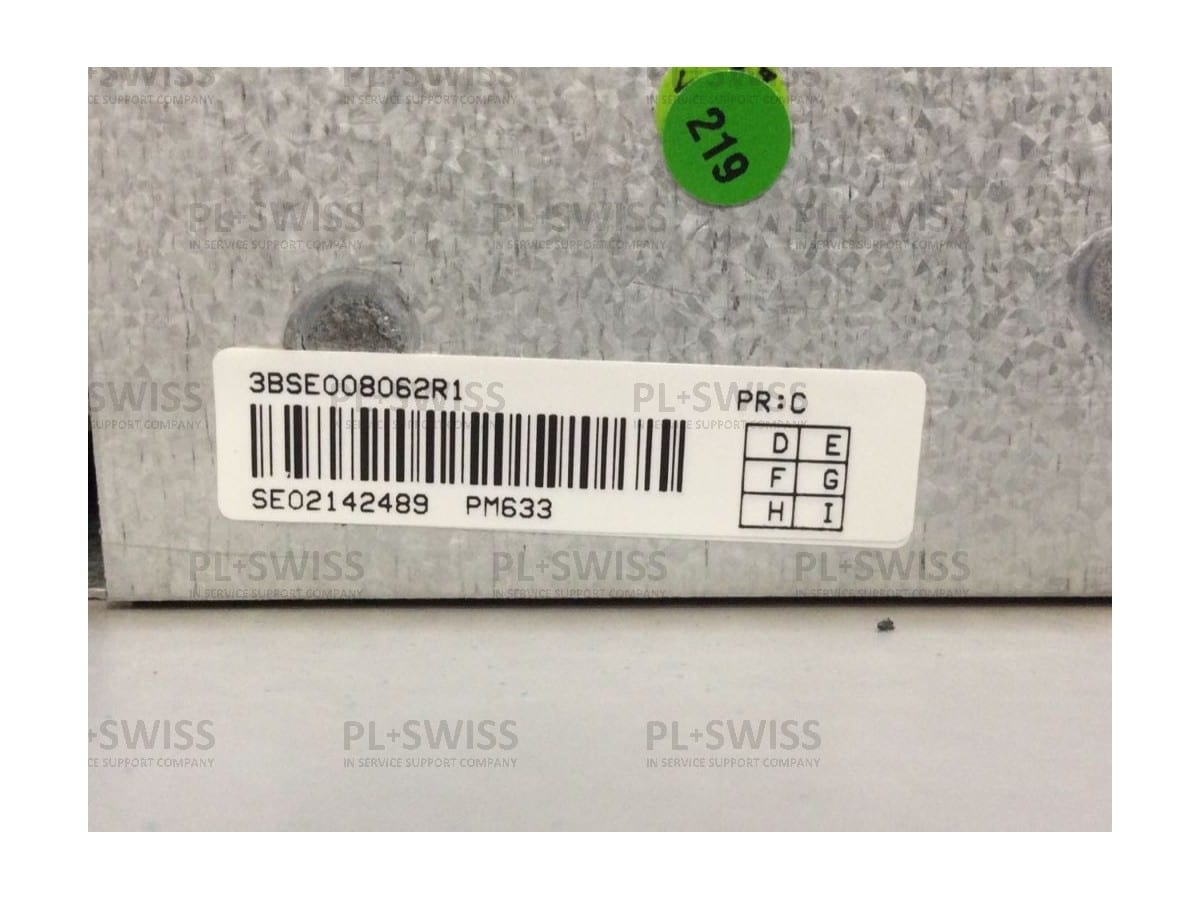 219
3BSE008062R1
PR:C
D E
F G
H I
SE02142489 PM633
PL+SWISS
IN SERVICE SUPPORT COMPANY